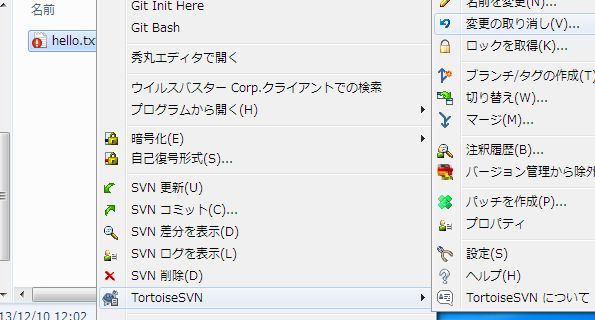 名前
hello.tx
13/12/10 12:02
Git Init Here
Git Bash
秀丸エディタで開く
ウイルスバスター Corp.クライアントでの検索
プログラムから開く(H)
暗号化(E)
自己復号形式(S)...
SVN 更新(U)
SVN コミット(C)...
SVN 差分を表示(D)
SVN ログを表示(L)
SVN 削除(D)
TortoiseSVN
名前を変更(N)...
変更の取り消し(V)...
ロックを取得(K)...
ブランチ/タグの作成(T)
切り替え(W)...
マージ(M)...
注釈履歴(B)...
バージョン管理から除外
パッチを作成(P)...
プロパティ
設定(S)
ヘルプ(H)
TortoiseSVN について